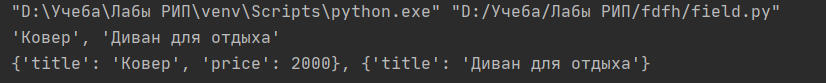 "D:\Учеба\Лабы РИП\venv\Scripts\python.exe" "D:/Учеба/Лабы РИП/fdfh/field.py"
'Ковер', 'Диван для отдыха'
{'title': 'Ковер', 'price': 2000}, {'title': 'Диван для отдыха'}